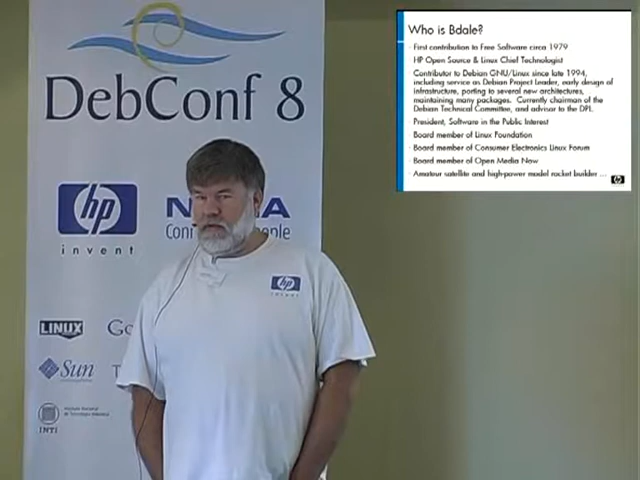 DebConf 8
hp
invent
LINUX
Sun
INTI
hp
invent
Who is Bdale?
· First contribution to Free Software circa 1979
· HP Open Source & Linux Chief Technologist
· Contributor to Debian GNU/Linux since late 1994,
including service as Debian Project Leader, early design of
infrastructure, porting to several new architectures,
maintaining many packages. Currently chairman of the
Debian Technical Committee, and advisor to the DPL.
· President, Software in the Public Interest
· Board member of Linux Foundation
· Board member of Consumer Electronics Linux Forum
· Board member of Open Media Now
· Amateur satellite and high-power model rocket builder ...
hp